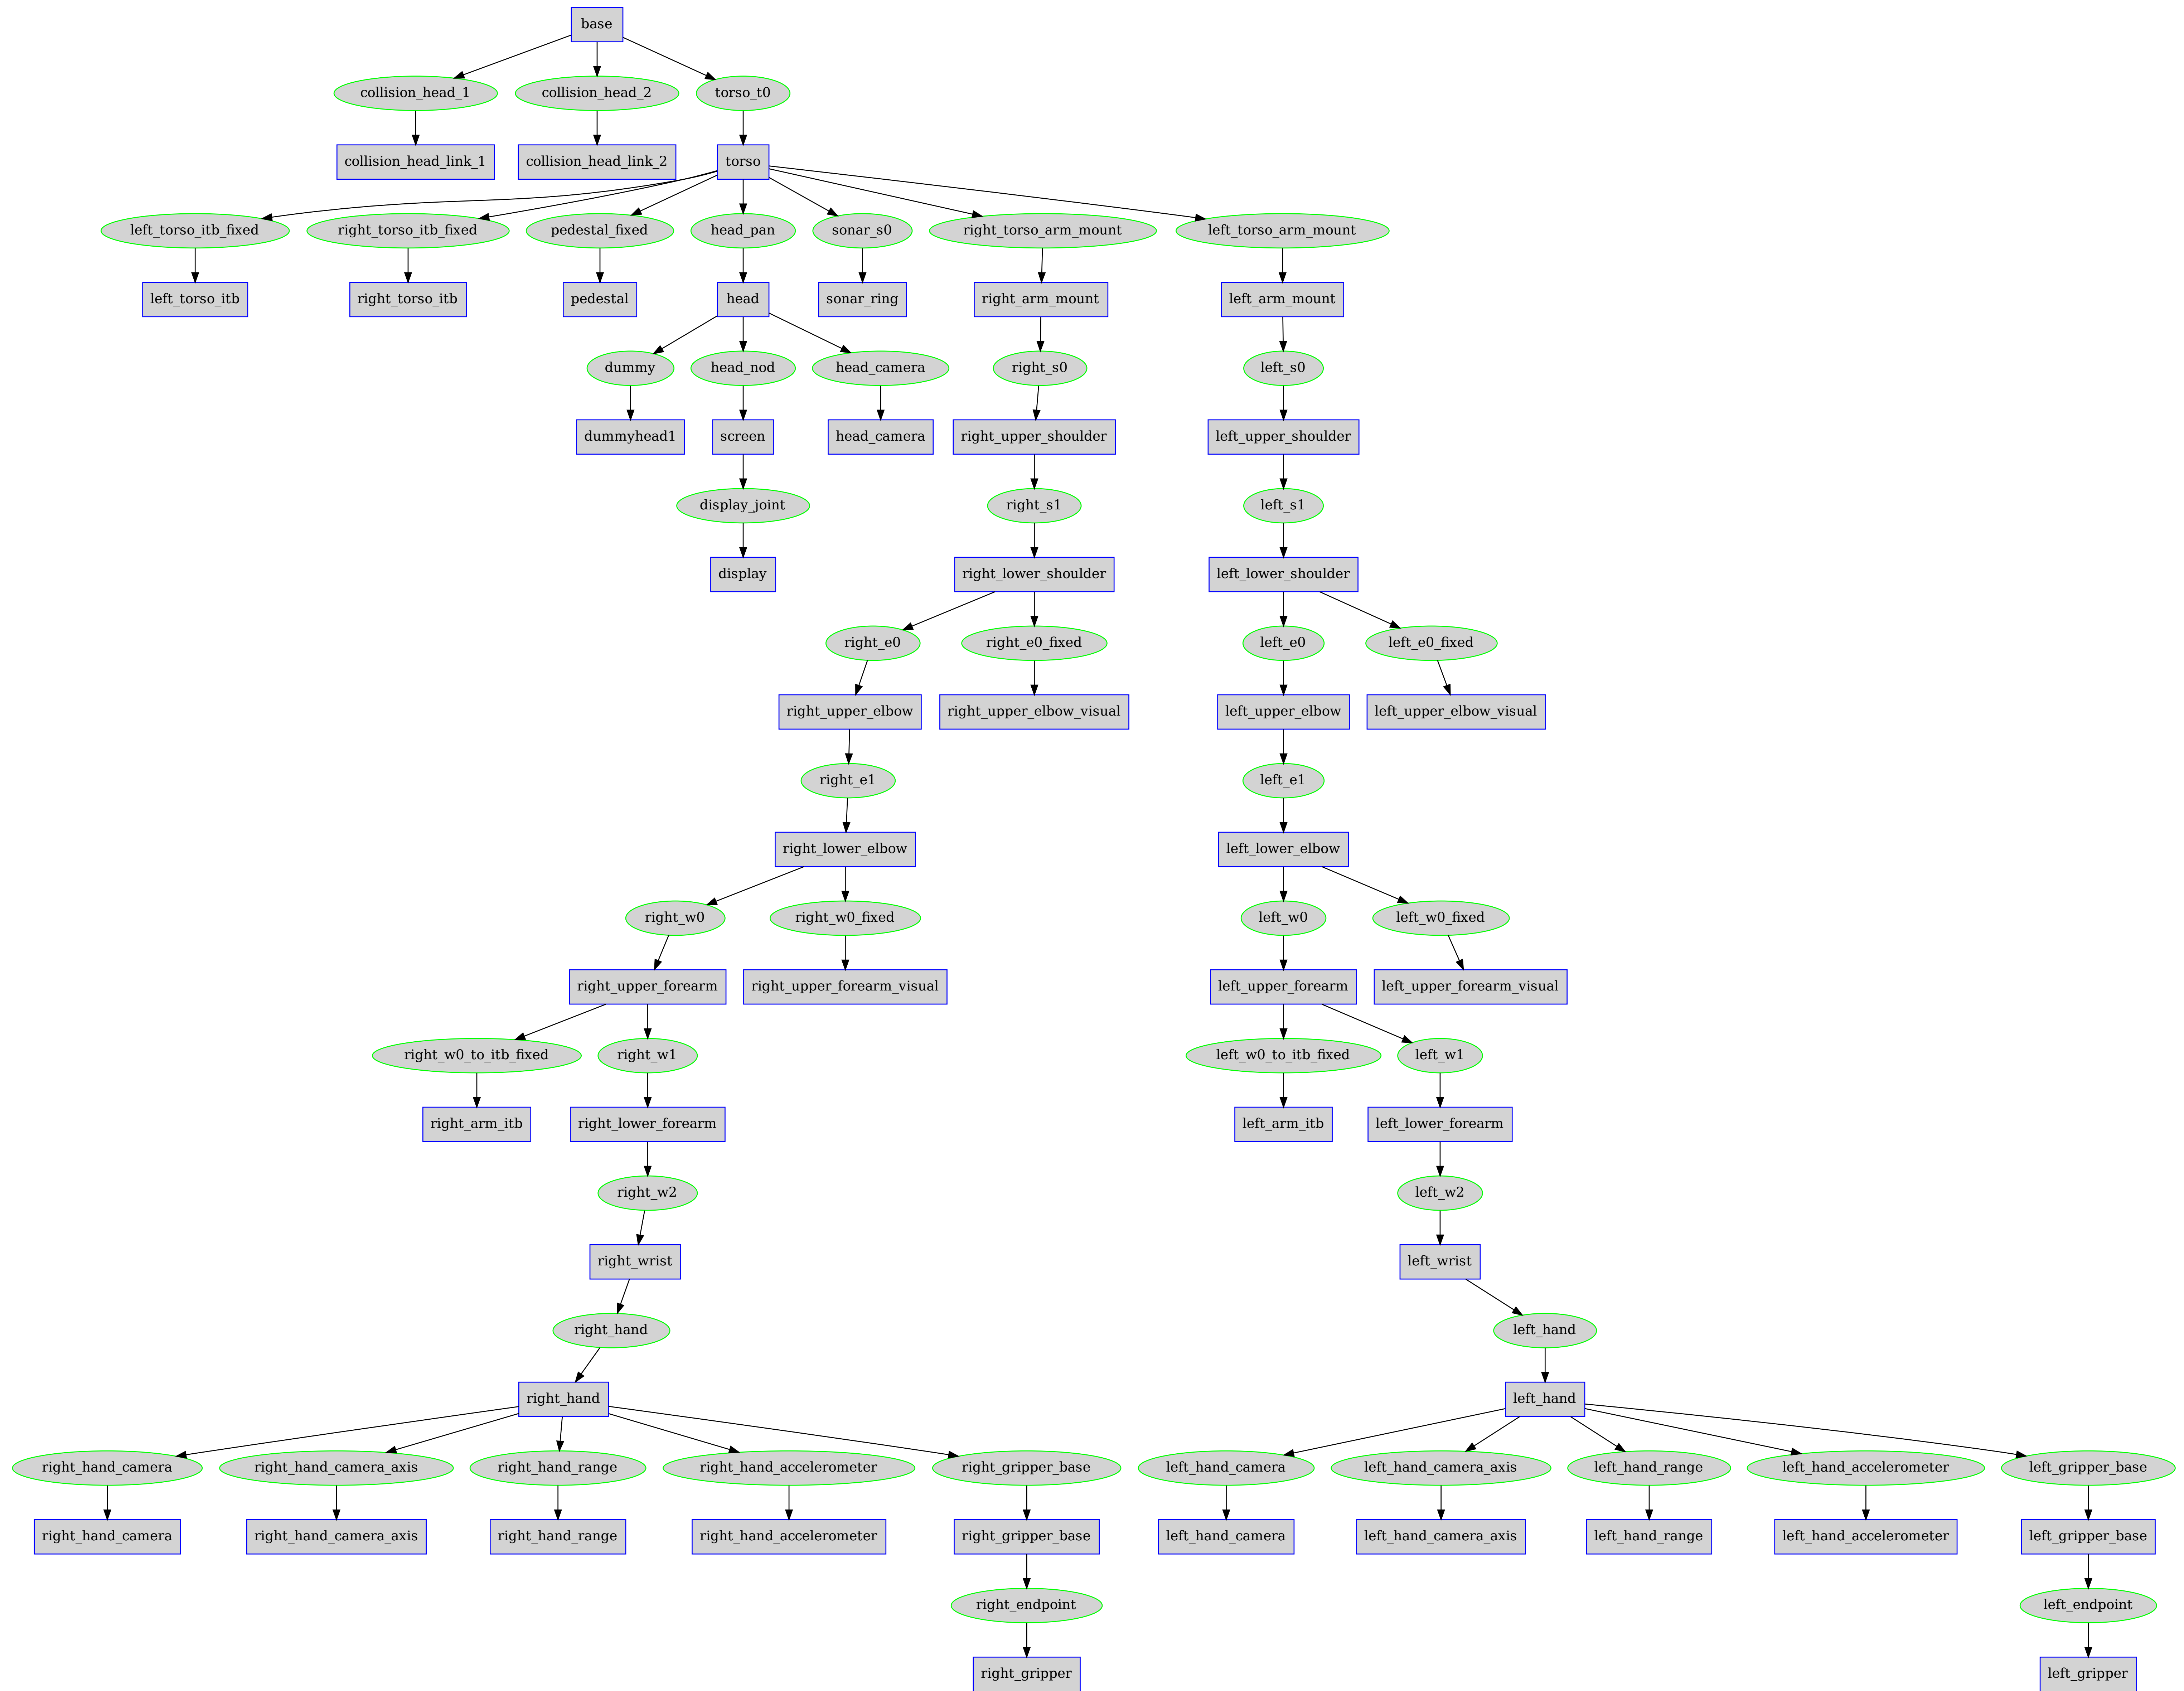 base
collision_head_1
collision_head_2
torso_t0
collision_head_link_1
collision_head_link_2
torso
left_torso_itb_fixed
right_torso_itb_fixed
pedestal_fixed
head_pan
sonar_s0
right_torso_arm_mount
left_torso_arm_mount
left_torso_itb
right_torso_itb
pedestal
head
sonar_ring
right_arm_mount
left_arm_mount
dummy
head_nod
head_camera
right_s0
left_s0
dummyhead1
screen
head_camera
right_upper_shoulder
left_upper_shoulder
display_joint
right_s1
left_s1
display
right_lower_shoulder
left_lower_shoulder
right_e0
right_e0_fixed
left_e0
left_e0_fixed
right_upper_elbow
right_upper_elbow_visual
left_upper_elbow
left_upper_elbow_visual
right_e1
left_e1
right_lower_elbow
left_lower_elbow
right_w0
right_w0_fixed
left_w0
left_w0_fixed
right_upper_forearm
right_upper_forearm_visual
left_upper_forearm
left_upper_forearm_visual
right_w0_to_itb_fixed
right_w1
left_w0_to_itb_fixed
left_w1
right_arm_itb
right_lower_forearm
left_arm_itb
left_lower_forearm
right_w2
left_w2
right_wrist
left_wrist
right_hand
left_hand
right_hand
left_hand
right_hand_camera
right_hand_camera_axis
right_hand_range
right_hand_accelerometer
right_gripper_base
left_hand_camera
left_hand_camera_axis
left_hand_range
left_hand_accelerometer
left_gripper_base
right_hand_camera
right_hand_camera_axis
right_hand_range
right_hand_accelerometer
right_gripper_base
left_hand_camera
left_hand_camera_axis
left_hand_range
left_hand_accelerometer
left_gripper_base
right_endpoint
left_endpoint
right_gripper
left_gripper